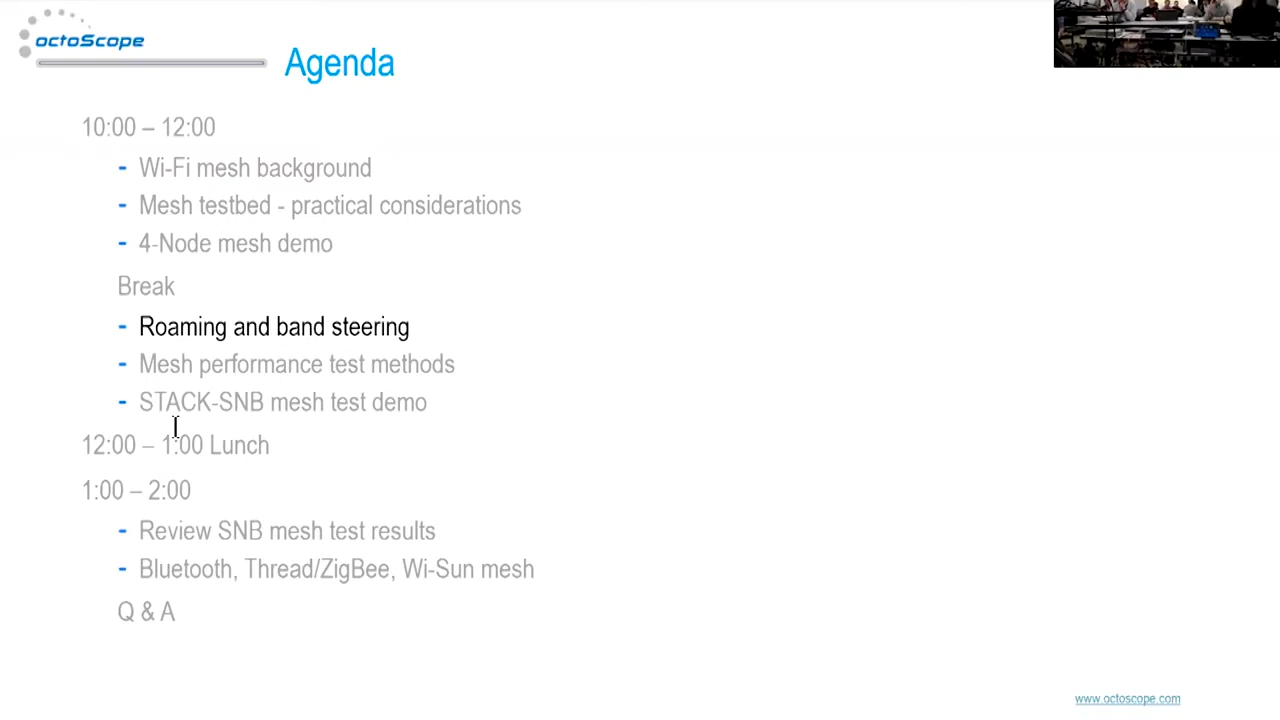 octoScope
Agenda
10:00 – 12:00
- Wi-Fi mesh background
- Mesh testbed - practical considerations
- 4-Node mesh demo
Break
- Roaming and band steering
- Mesh performance test methods
- STACK-SNB mesh test demo
12:00 – 1:00 Lunch
1:00 – 2:00
- Review SNB mesh test results
- Bluetooth, Thread/ZigBee, Wi-Sun mesh
Q & A
www.octoscope.com